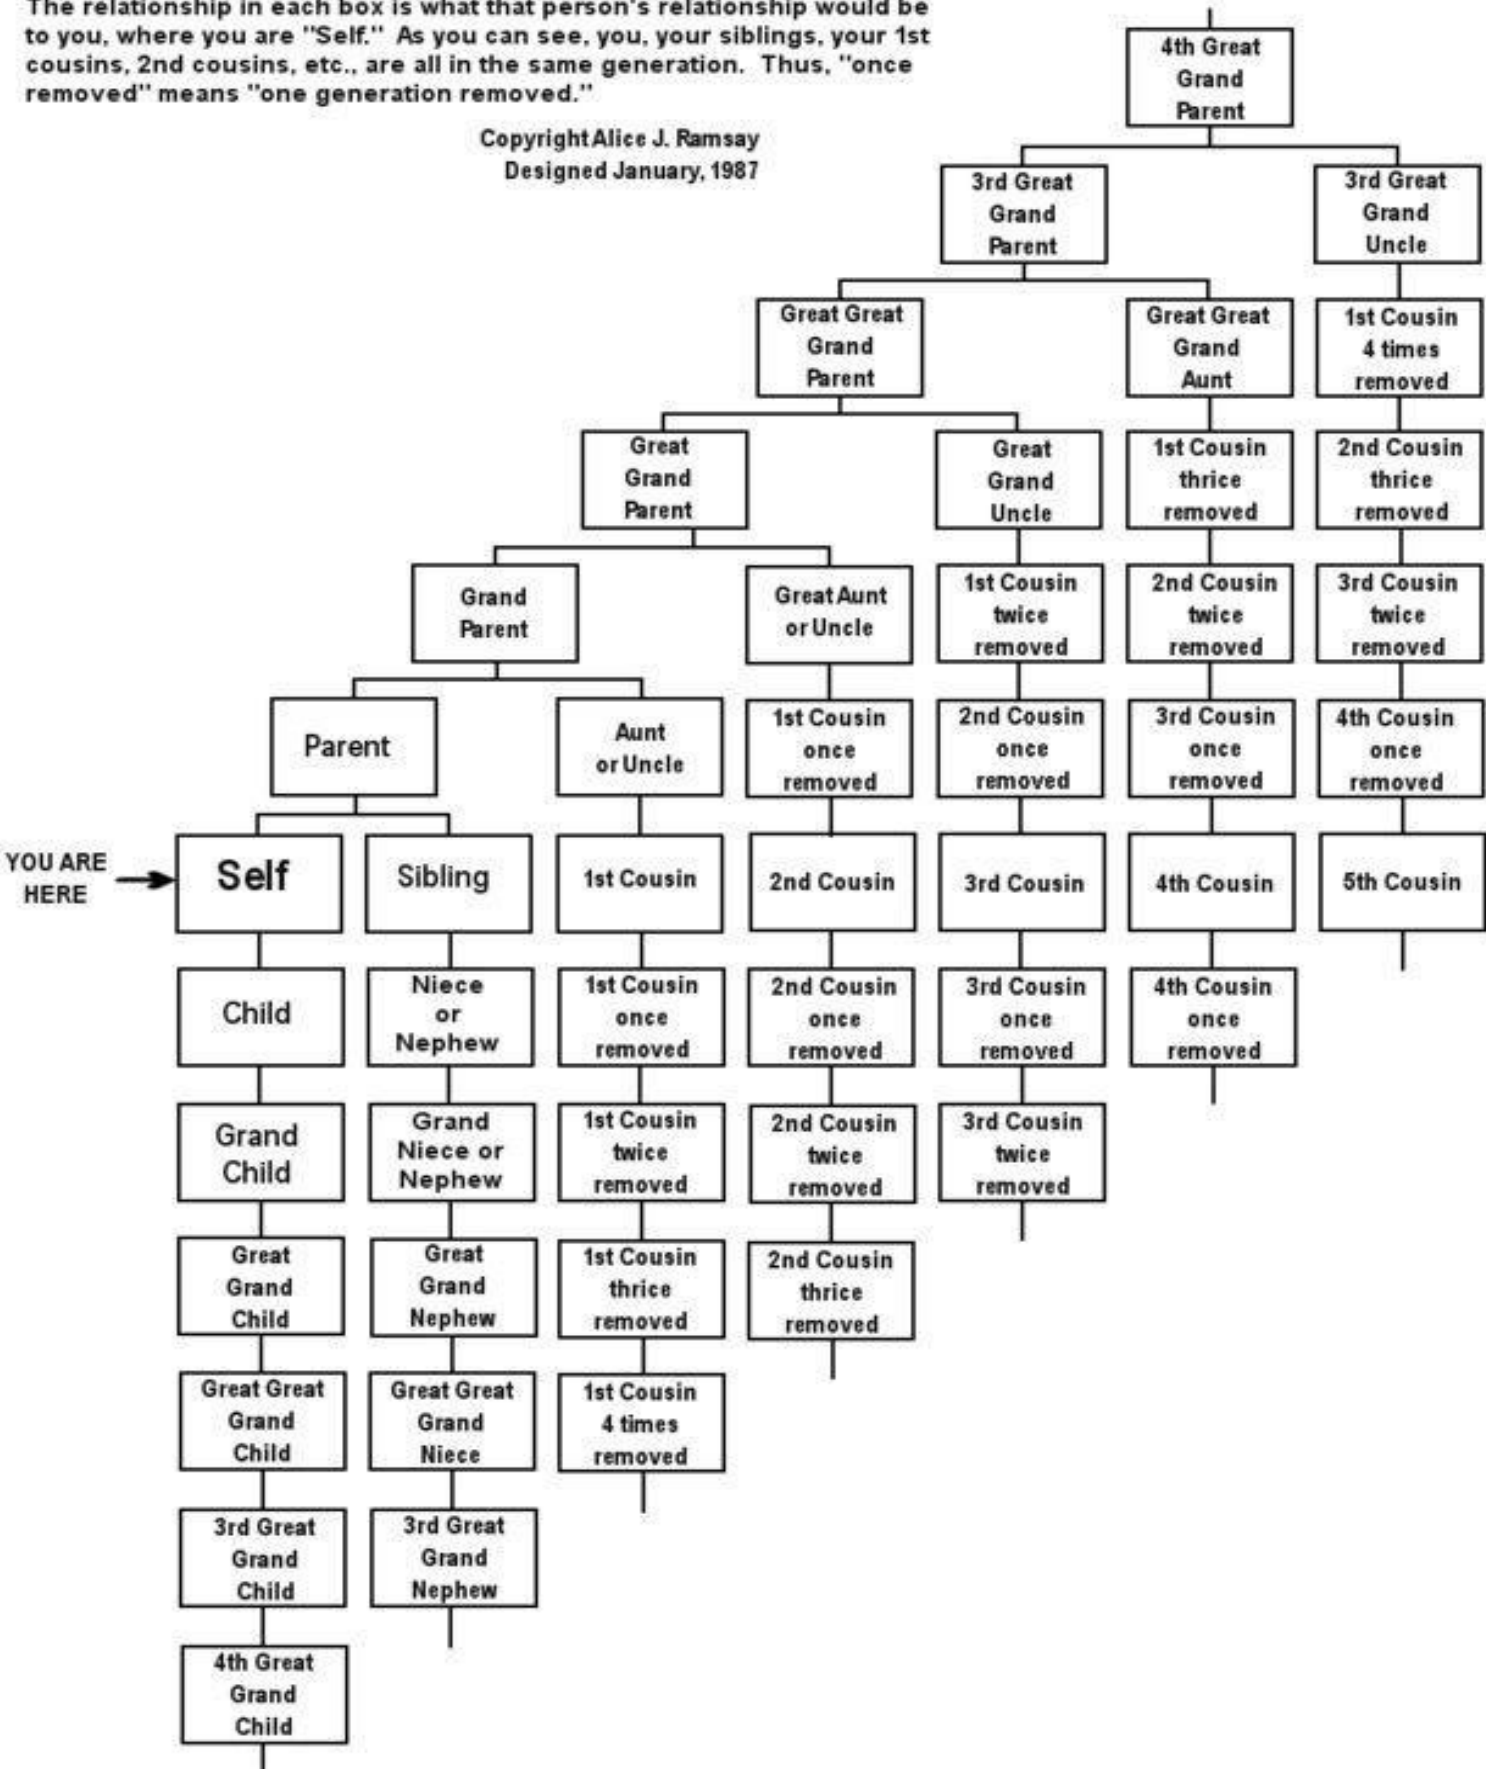 The relationship in each box is what that person's relationship would be
to you, where you are "Self." As you can see, you, your siblings, your 1st
cousins, 2nd cousins, etc., are all in the same generation. Thus, "once
removed" means "one generation removed."
Copyright Alice J. Ramsay
Designed January, 1987
4th Great
Grand
Parent
3rd Great
Grand
Parent
3rd Great
Grand
Uncle
Great Great
Grand
Parent
Great Great
Grand
Aunt
1st Cousin
4 times
removed
Great
Grand
Parent
Great
Grand
Uncle
1st Cousin
thrice
removed
2nd Cousin
thrice
removed
Grand
Parent
Great Aunt
or Uncle
1st Cousin
twice
removed
2nd Cousin
twice
removed
3rd Cousin
twice
removed
Parent
Aunt
or Uncle
1st Cousin
once
removed
2nd Cousin
once
removed
3rd Cousin
once
removed
4th Cousin
once
removed
YOU ARE
HERE
Self
Sibling
1st Cousin
2nd Cousin
3rd Cousin
4th Cousin
5th Cousin
Child
Niece
or
Nephew
1st Cousin
once
removed
2nd Cousin
once
removed
3rd Cousin
once
removed
4th Cousin
once
removed
Grand
Child
Grand
Niece or
Nephew
1st Cousin
twice
removed
2nd Cousin
twice
removed
3rd Cousin
twice
removed
Great
Grand
Child
Great
Grand
Nephew
1st Cousin
thrice
removed
2nd Cousin
thrice
removed
Great Great
Grand
Child
Great Great
Grand
Niece
1st Cousin
4 times
removed
3rd Great
Grand
Child
3rd Great
Grand
Nephew
4th Great
Grand
Child